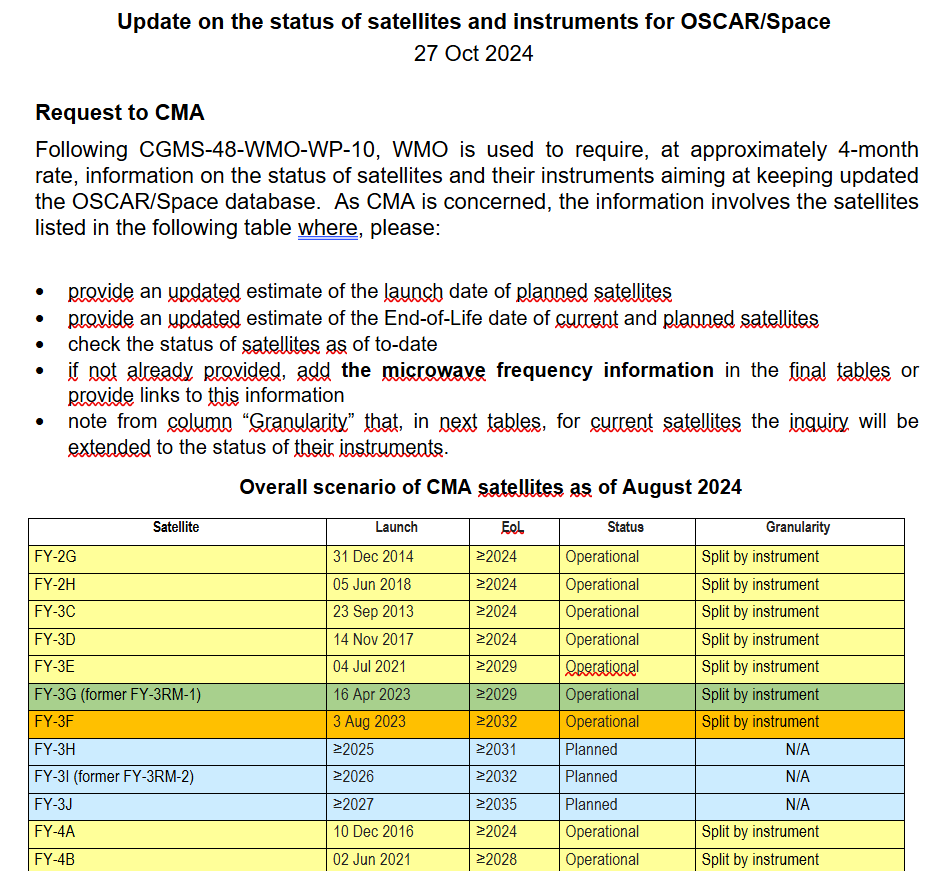 Update on the status of satellites and instruments for OSCAR/Space
27 Oct 2024
Request to CMA
Following CGMS-48-WMO-WP-10, WMO is used to require, at approximately 4-month
rate, information on the status of satellites and their instruments aiming at keeping updated
the OSCAR/Space database. As CMA is concerned, the information involves the satellites
listed in the following table where, please:
• provide an updated estimate of the launch date of planned satellites
• provide an updated estimate of the End-of-Life date of current and planned satellites
• check the status of satellites as of to-date
• if not already provided, add the microwave frequency information in the final tables or
provide links to this information
• note from column “Granularity” that, in next tables, for current satellites the inquiry will be
extended to the status of their instruments.
Overall scenario of CMA satellites as of August 2024
Satellite Launch EoL Status Granularity
FY-2G 31 Dec 2014 ≥2024 Operational Split by instrument
FY-2H 05 Jun 2018 ≥2024 Operational Split by instrument
FY-3C 23 Sep 2013 ≥2024 Operational Split by instrument
FY-3D 14 Nov 2017 ≥2024 Operational Split by instrument
FY-3E 04 Jul 2021 ≥2029 Operational Split by instrument
FY-3G (former FY-3RM-1) 16 Apr 2023 ≥2029 Operational Split by instrument
FY-3F 3 Aug 2023 ≥2032 Operational Split by instrument
FY-3H ≥2025 ≥2031 Planned N/A
FY-3I (former FY-3RM-2) ≥2026 ≥2032 Planned N/A
FY-3J ≥2027 ≥2035 Planned N/A
FY-4A 10 Dec 2016 ≥2024 Operational Split by instrument
FY-4B 02 Jun 2021 ≥2028 Operational Split by instrument